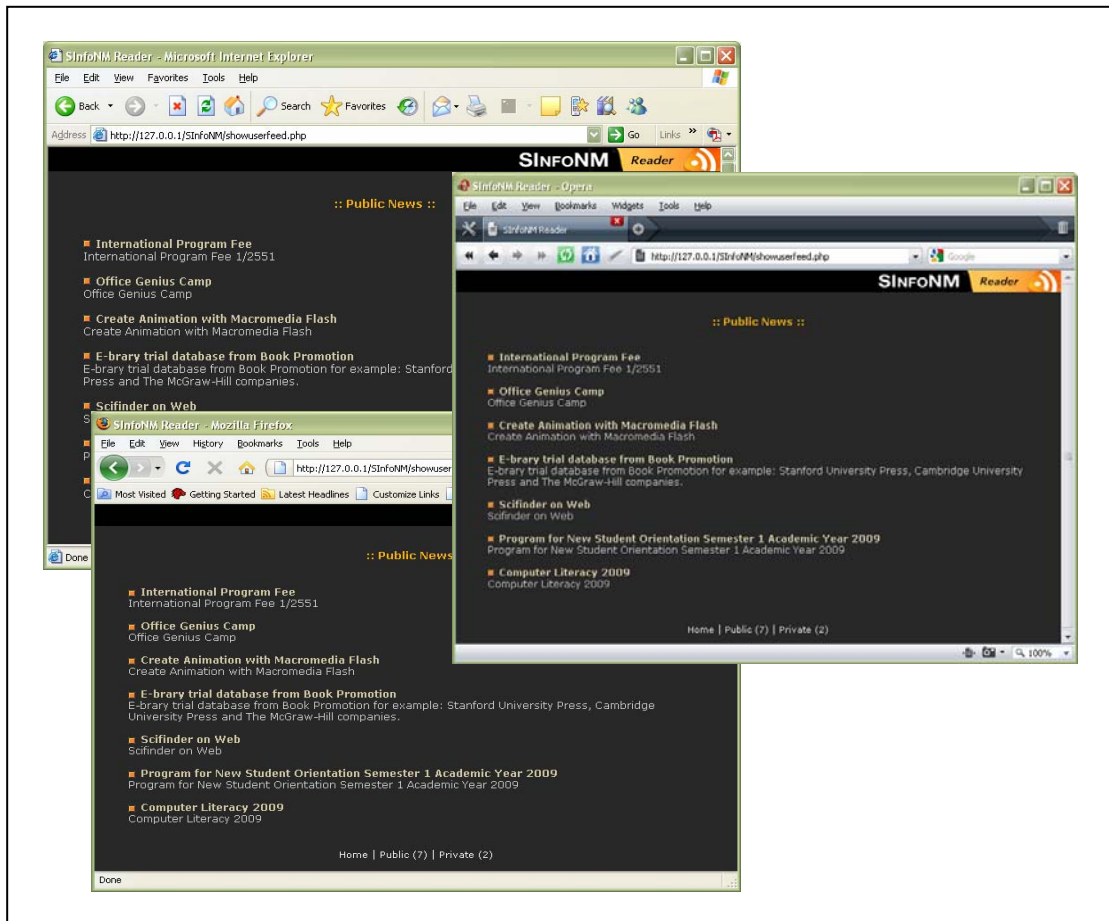 SInfoNM Reader - Microsoft Internet Explorer
File Edit View Favorites Tools Help
Back Search Favorites
Address http://127.0.0.1/SInfoNM/showuserfeed.php Go Links »
SINFONM Reader
:: Public News ::
International Program Fee
International Program Fee 1/2551
Office Genius Camp
Office Genius Camp
Create Animation with Macromedia Flash
Create Animation with Macromedia Flash
E-brary trial database from Book Promotion
E-brary trial database from Book Promotion for example: Stanford
Press and The McGraw-Hill companies.
Scifinder on Web
S
P
C
Done
SInfoNM Reader - Opera
File Edit View Bookmarks Widgets Tools Help
SInfoNM Reader
http://127.0.0.1/SInfoNM/showuserfeed.php Google
SINFONM Reader
:: Public News ::
International Program Fee
International Program Fee 1/2551
Office Genius Camp
Office Genius Camp
Create Animation with Macromedia Flash
Create Animation with Macromedia Flash
E-brary trial database from Book Promotion
E-brary trial database from Book Promotion for example: Stanford University Press, Cambridge University
Press and The McGraw-Hill companies.
Scifinder on Web
Scifinder on Web
Program for New Student Orientation Semester 1 Academic Year 2009
Program for New Student Orientation Semester 1 Academic Year 2009
Computer Literacy 2009
Computer Literacy 2009
Home | Public (7) | Private (2)
100%
SInfoNM Reader - Mozilla Firefox
File Edit View History Bookmarks Tools Help
http://127.0.0.1/SInfoNM/showuser
Most Visited Getting Started Latest Headlines Customize Links
:: Public News
International Program Fee
International Program Fee 1/2551
Office Genius Camp
Office Genius Camp
Create Animation with Macromedia Flash
Create Animation with Macromedia Flash
E-brary trial database from Book Promotion
E-brary trial database from Book Promotion for example: Stanford University Press, Cambridge
University Press and The McGraw-Hill companies.
Scifinder on Web
Scifinder on Web
Program for New Student Orientation Semester 1 Academic Year 2009
Program for New Student Orientation Semester 1 Academic Year 2009
Computer Literacy 2009
Computer Literacy 2009
Home | Public (7) | Private (2)
Done